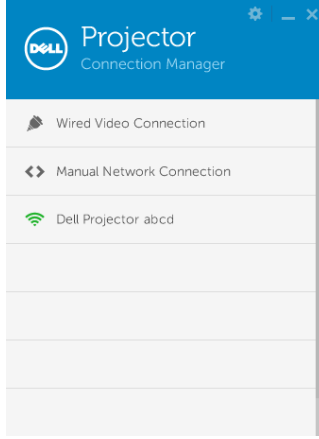 DELL
Projector
Connection Manager
Wired Video Connection
Manual Network Connection
Dell Projector abcd